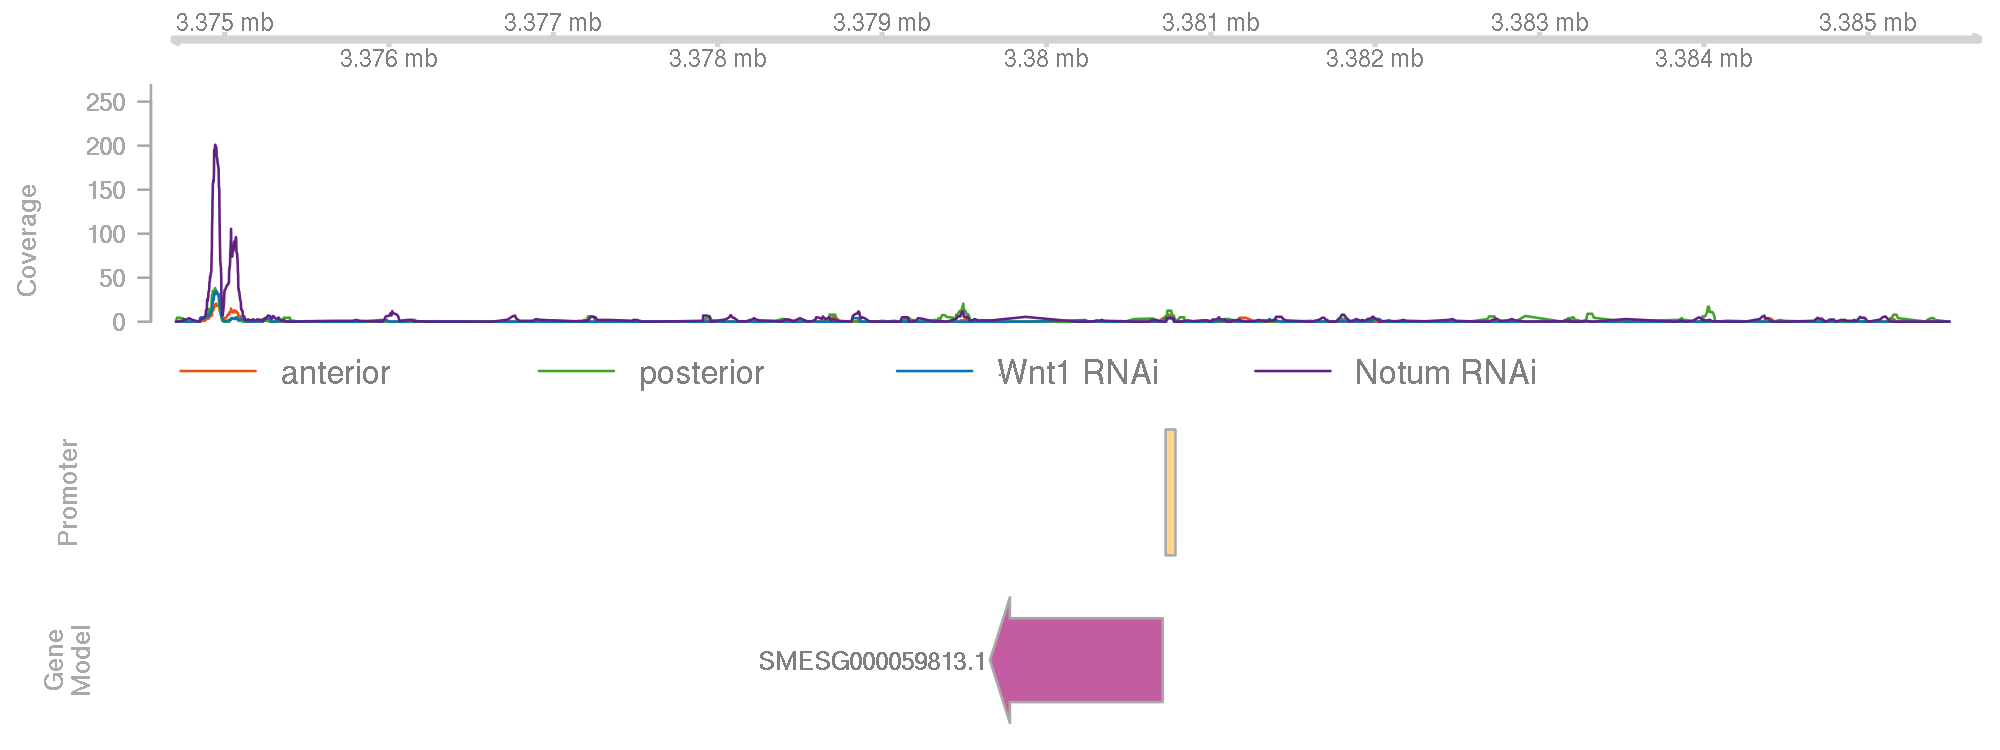 3.375 mb 3.377 mb 3.379 mb 3.381 mb 3.383 mb 3.385 mb
3.376 mb 3.378 mb 3.38 mb 3.382 mb 3.384 mb
250
200
150
100
50
0
Coverage
anterior posterior Wnt1 RNAi Notum RNAi
Promoter
Gene
Model
SMESG000059813.1